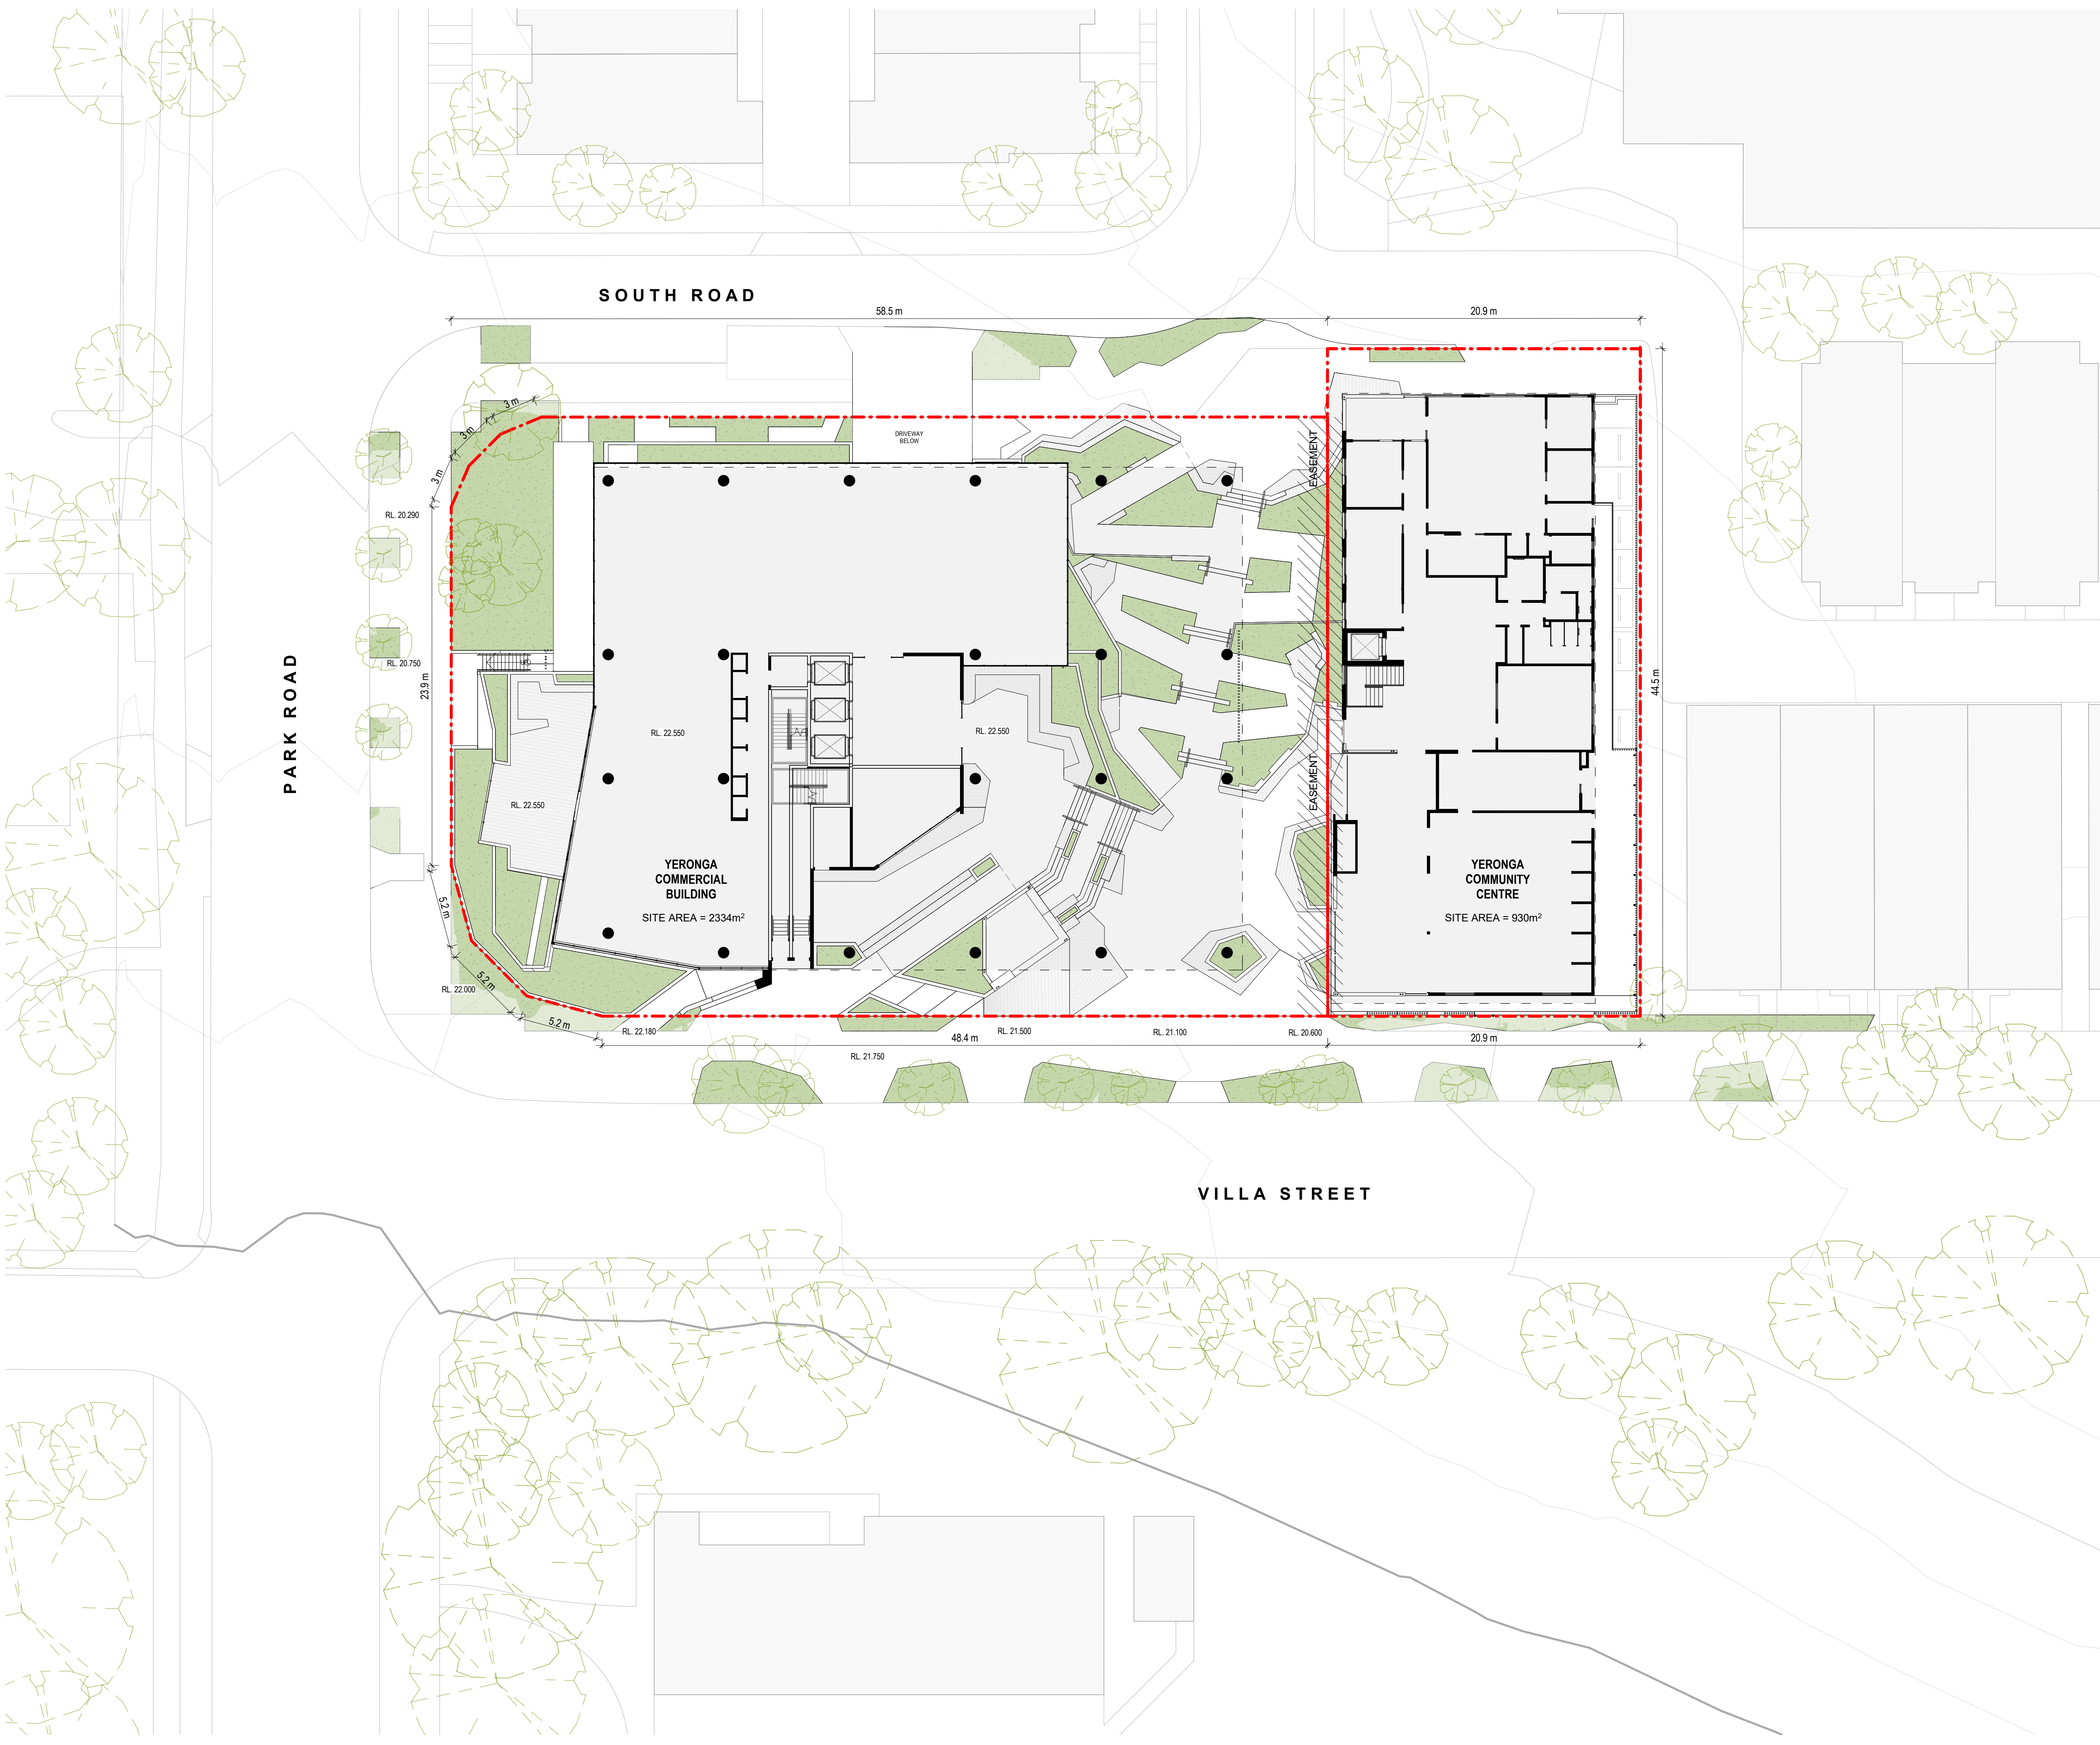 SOUTH ROAD
58.5 m
20.9 m
3 m
3 m
3 m
DRIVEWAY
BELOW
EASEMENT
RL. 20.290
RL. 20.750
PARK ROAD
23.9 m
44.5 m
UP
RL. 22.550
RL. 22.550
RL. 22.550
EASEMENT
YERONGA
COMMERCIAL
BUILDING
SITE AREA = 2334m²
YERONGA
COMMUNITY
CENTRE
SITE AREA = 930m²
5.2 m
5.2 m
RL. 22.000
5.2 m
RL. 22.180
RL. 21.500
RL. 21.100
RL. 20.600
48.4 m
20.9 m
RL. 21.750
VILLA STREET